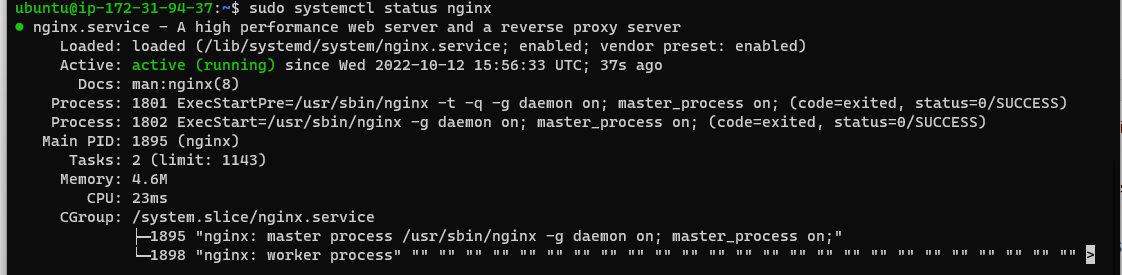 ubuntu@ip-172-31-94-37:~$ sudo systemctl status nginx
● nginx.service - A high performance web server and a reverse proxy server
     Loaded: loaded (/lib/systemd/system/nginx.service; enabled; vendor preset: enabled)
     Active: active (running) since Wed 2022-10-12 15:56:33 UTC; 37s ago
       Docs: man:nginx(8)
    Process: 1801 ExecStartPre=/usr/sbin/nginx -t -q -g daemon on; master_process on; (code=exited, status=0/SUCCESS)
    Process: 1802 ExecStart=/usr/sbin/nginx -g daemon on; master_process on; (code=exited, status=0/SUCCESS)
   Main PID: 1895 (nginx)
      Tasks: 2 (limit: 1143)
     Memory: 4.6M
        CPU: 23ms
     CGroup: /system.slice/nginx.service
             ├─1895 "nginx: master process /usr/sbin/nginx -g daemon on; master_process on;"
             └─1898 "nginx: worker process" "" "" "" "" "" "" "" "" "" "" "" "" "" "" "" "" "" "" "" "" "" "" "" "" "" >